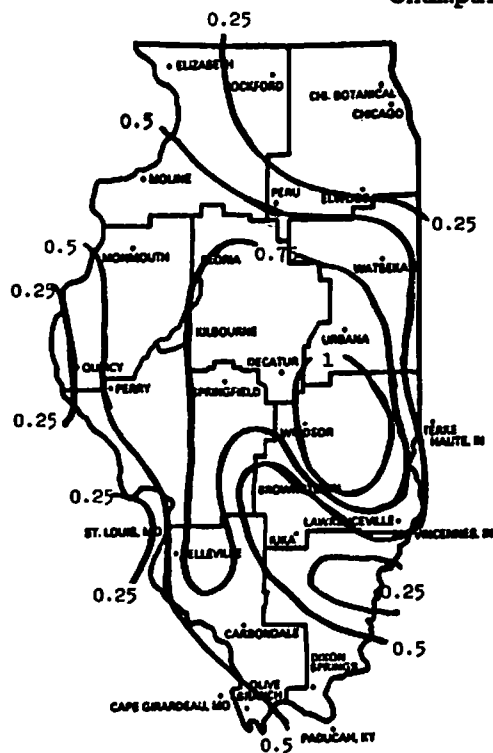 0.25
ELIZABETH
ROCKFORD
CHI. BOTANICAL
CHICAGO
0.5
MOLINE
PERU
ELWOOD
0.25
0.5
MONMOUTH
PEORIA
0.75
WATSEKA
0.25
KILBOURNE
URBANA
QUINCY
DECATUR
1
PERRY
SPRINGFIELD
0.25
WINDSOR
TERRE
HAUTE, IN
0.25
BROWNSTOWN
LAWRENCEVILLE
ST. LOUIS, MO
IUKA
VINCENNES, IN
BELLEVILLE
0.25
0.25
CARBONDALE
0.5
DIXON
SPRINGS
OLIVE
BRANCH
CAPE GIRARDEAU, MO
PADUCAH, KY
0.5